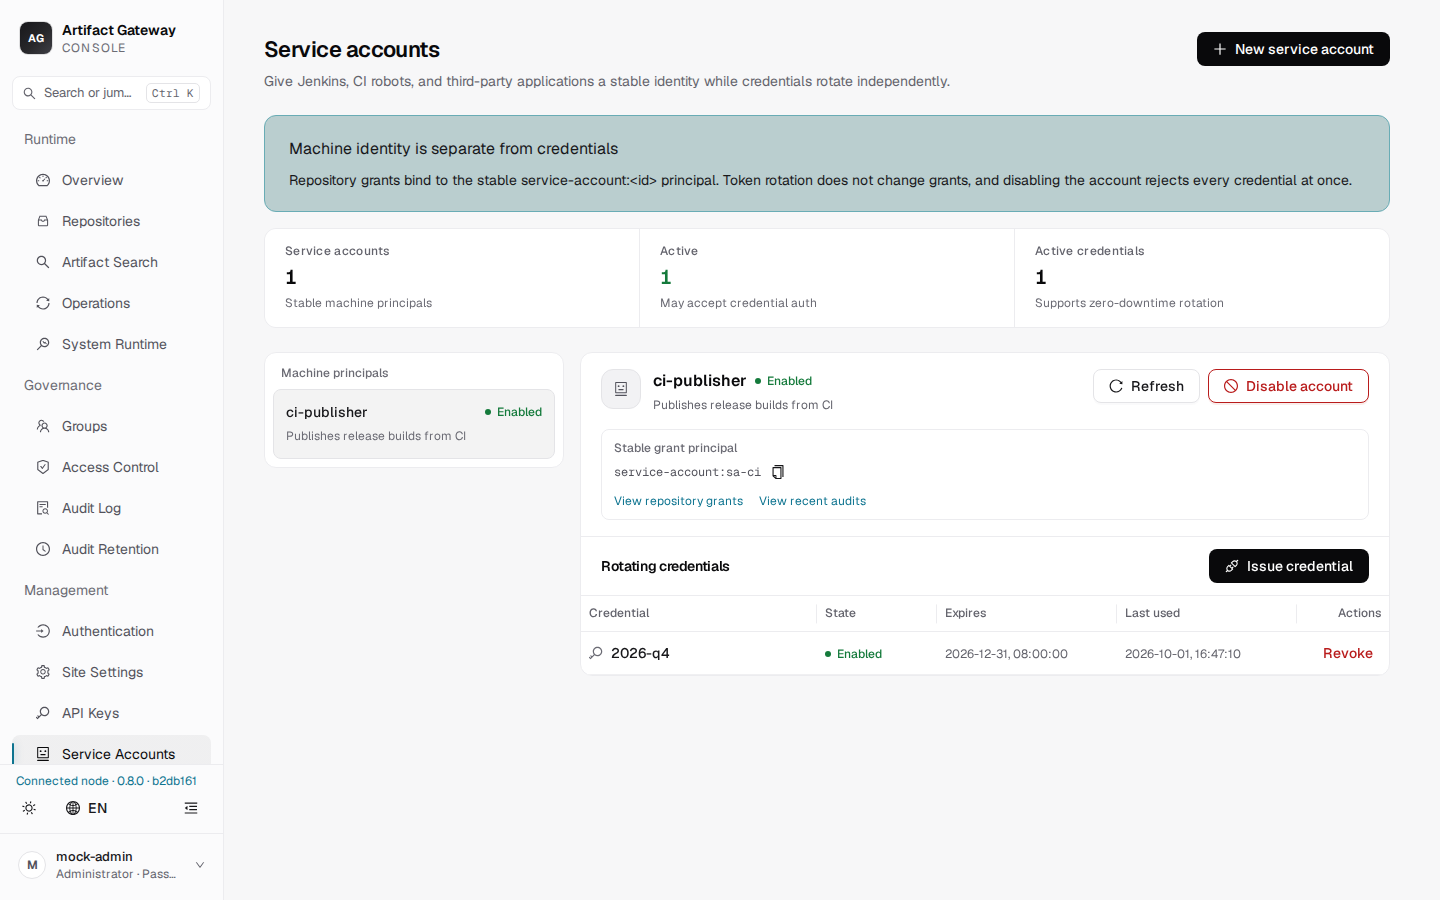 AG
Artifact Gateway
CONSOLE
Search or jum... Ctrl K
Runtime
Overview
Repositories
Artifact Search
Operations
System Runtime
Governance
Groups
Access Control
Audit Log
Audit Retention
Management
Authentication
Site Settings
API Keys
Service Accounts
Connected node · 0.8.0 · b2db161
EN
M
mock-admin
Administrator · Pass...
Service accounts
New service account
Give Jenkins, CI robots, and third-party applications a stable identity while credentials rotate independently.
Machine identity is separate from credentials
Repository grants bind to the stable service-account:<id> principal. Token rotation does not change grants, and disabling the account rejects every credential at once.
Service accounts
1
Stable machine principals
Active
1
May accept credential auth
Active credentials
1
Supports zero-downtime rotation
Machine principals
ci-publisher Enabled
Publishes release builds from CI
ci-publisher Enabled
Publishes release builds from CI
Refresh
Disable account
Stable grant principal
service-account:sa-ci
View repository grants View recent audits
Rotating credentials
Issue credential
Credential State Expires Last used Actions
2026-q4 Enabled 2026-12-31, 08:00:00 2026-10-01, 16:47:10 Revoke